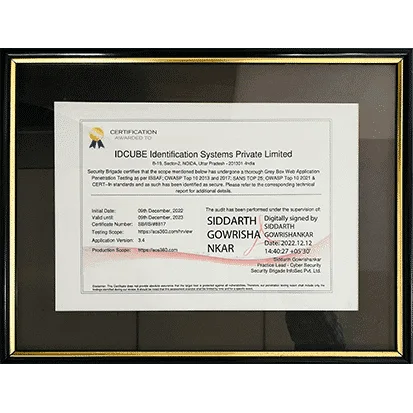 CERTIFICATION
AWARDED TO
IDCUBE Identification Systems Private Limited
B-19, Sector-2, NOIDA, Uttar Pradesh - 201301 -India
Security Brigade certifies that the scope mentioned below has undergone a thorough Grey Box Web Application
Penetration Testing as per ISSAF, OWASP Top 10 2013 and 2017, SANS TOP 25, OWASP Top 10 2021 &
CERT-In standards and as such has been identified as secure. Please refer to the corresponding technical
report for additional details.
Initial Date: 09th December, 2022
Valid until: 09th December, 2023
Certificate Number:
Testing Scope:
Application Version: 3.4
Production Scope: https://acs360.com
The audit has been performed under the supervision of:
SIDDARTH
GOWRISHA
NKAR
Digitally signed by
SIDDARTH
GOWRISHANKAR
Date: 2022.12.12
14:40:27 +05'30'
Siddarth Gowrishankar
Practice Lead - Cyber Security
Security Brigade InfoSec Pvt. Ltd.